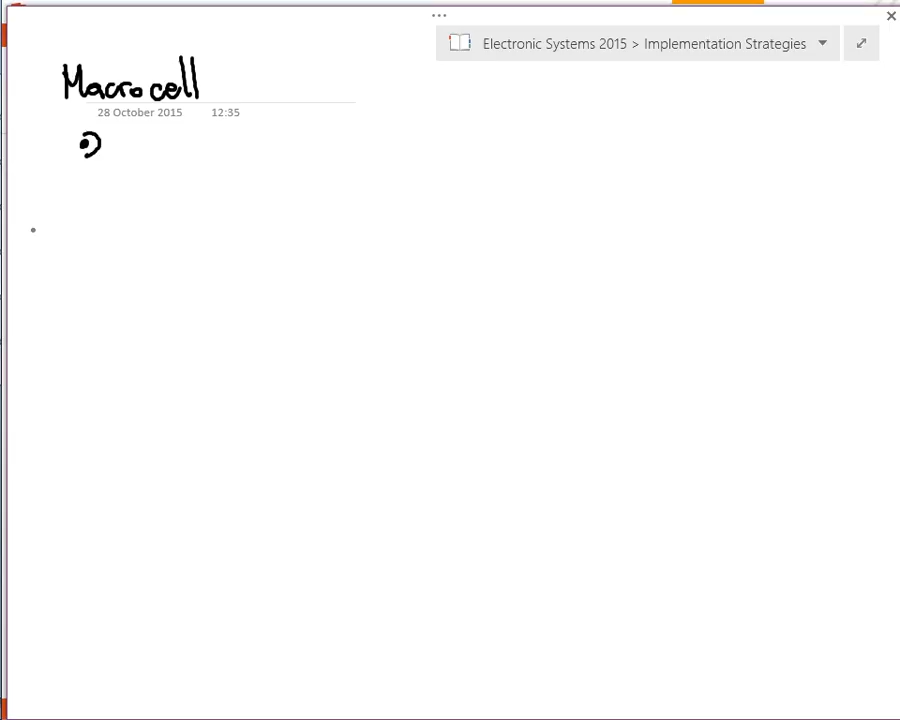 Electronic Systems 2015 > Implementation Strategies
Macrocell
28 October 2015 12:35